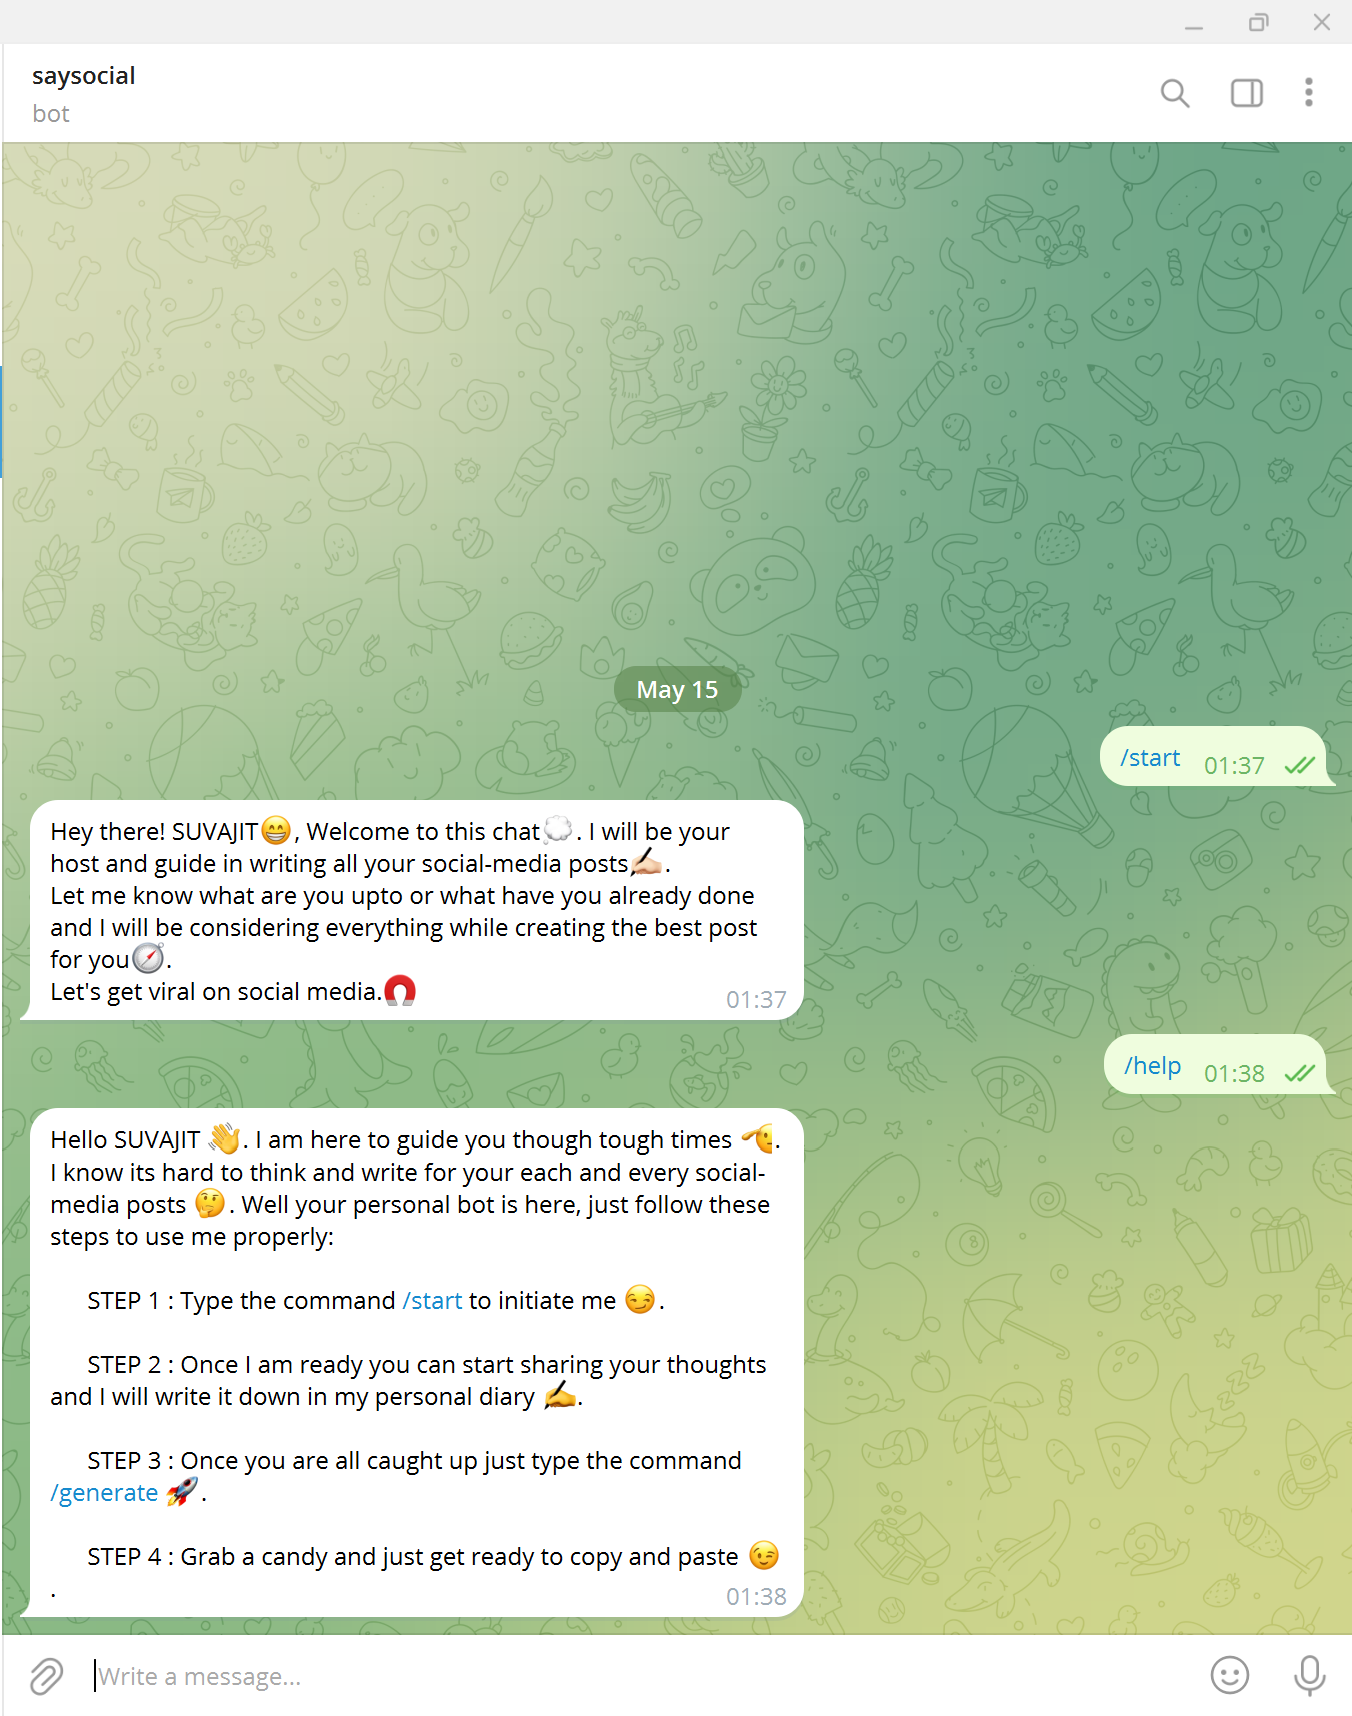 saysocial
bot
May 15
/start 01:37
Hey there! SUVAJIT😁, Welcome to this chat💭. I will be your
host and guide in writing all your social-media posts✍🏻.
Let me know what are you upto or what have you already done
and I will be considering everything while creating the best post
for you🧭.
Let's get viral on social media.🧲
01:37
/help 01:38
Hello SUVAJIT 👋. I am here to guide you though tough times 🫡.
I know its hard to think and write for your each and every social-
media posts 🤔. Well your personal bot is here, just follow these
steps to use me properly:
STEP 1 : Type the command /start to initiate me 😏.
STEP 2 : Once I am ready you can start sharing your thoughts
and I will write it down in my personal diary ✍️.
STEP 3 : Once you are all caught up just type the command
/generate 🚀.
STEP 4 : Grab a candy and just get ready to copy and paste 😉
.
01:38
Write a message...